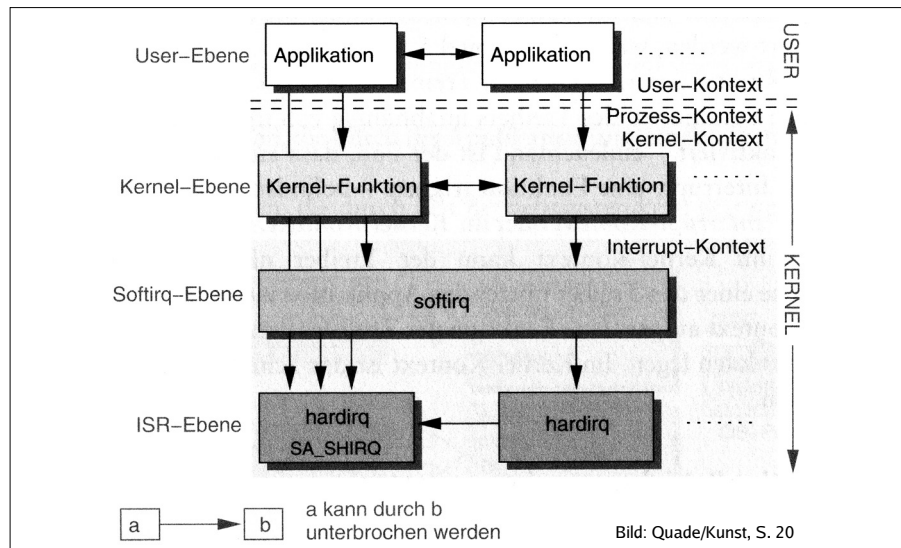 User–Ebene
Applikation
Applikation
USER
User–Kontext
Prozess–Kontext
Kernel–Kontext
Kernel–Ebene
Kernel–Funktion
Kernel–Funktion
Interrupt–Kontext
KERNEL
Softirq–Ebene
softirq
ISR–Ebene
hardirq
SA_SHIRQ
hardirq
a
b
a kann durch b
unterbrochen werden
Bild: Quade/Kunst, S. 20